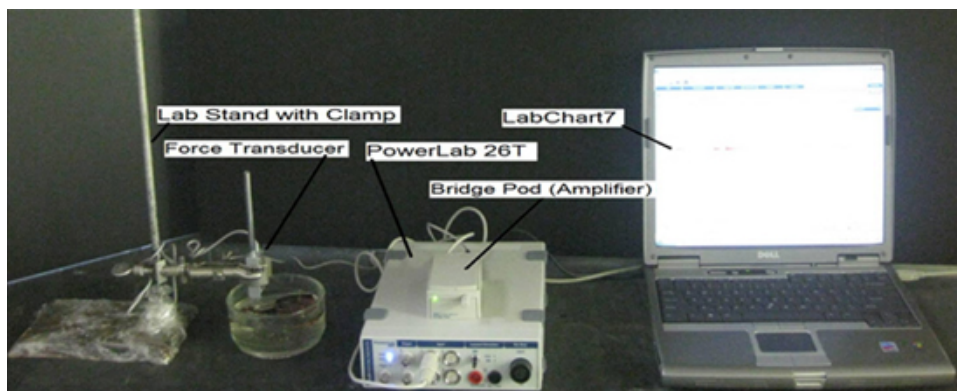 Lab Stand with Clamp
LabChart7
Force Transducer
PowerLab 26T
Bridge Pod (Amplifier)
DELL